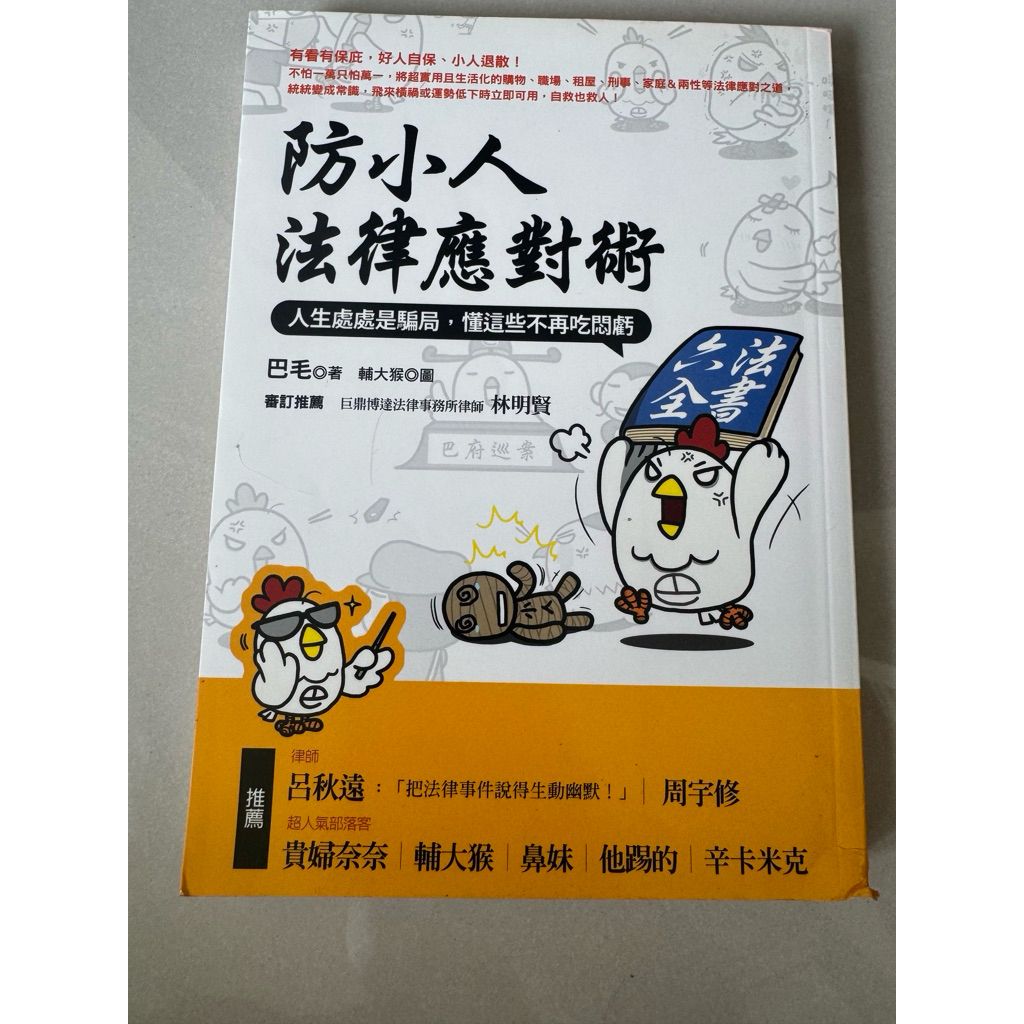 有看有保庇，好人自保、小人退散！
不怕一萬只怕萬一，將超實用且生活化的購物、職場、租屋、刑事、家庭&兩性等法律應對之道，
統統變成常識，飛來橫禍或運勢低下時立即可用，自救也救人！
防小人
法律應對術
人生處處是騙局，懂這些不再吃悶虧
巴毛◎著　輔大猴◎圖
審訂推薦　巨鼎博達法律事務所律師 林明賢
六法
全書
巴府巡案
小人
推薦
律師
呂秋遠：「把法律事件說得生動幽默！」｜周宇修
超人氣部落客
貴婦奈奈｜輔大猴｜鼻妹｜他踢的｜辛卡米克